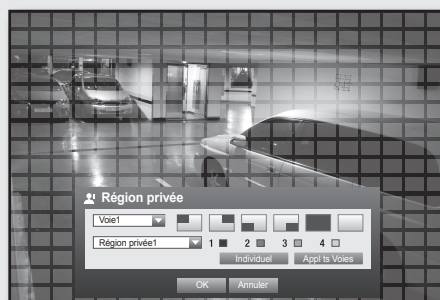 Région privée
Voie1
Région privée1 1 2 3 4
Individuel Appl ts Voies
OK Annuler